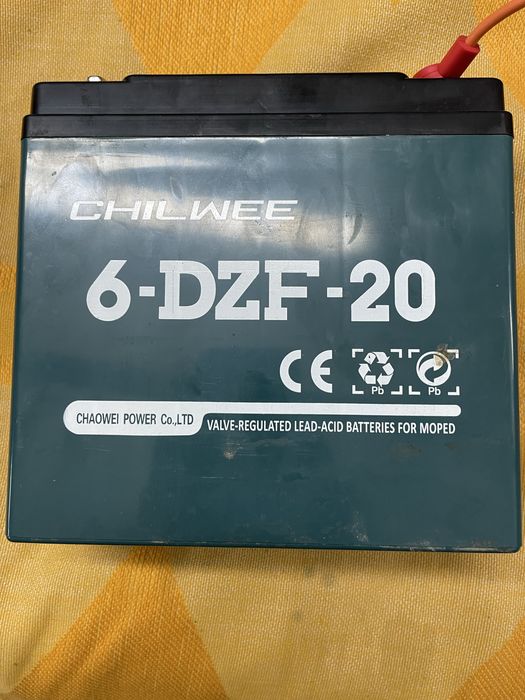 CHILWEE
6-DZF-20
CE
Pb Pb
CHAOWEI POWER Co.,LTD
VALVE-REGULATED LEAD-ACID BATTERIES FOR MOPED